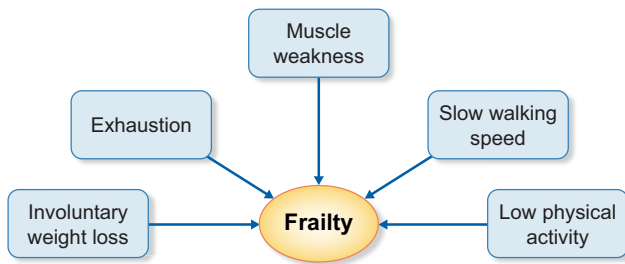 Muscle
weakness
Exhaustion
Slow walking
speed
Involuntary
weight loss
Frailty
Low physical
activity